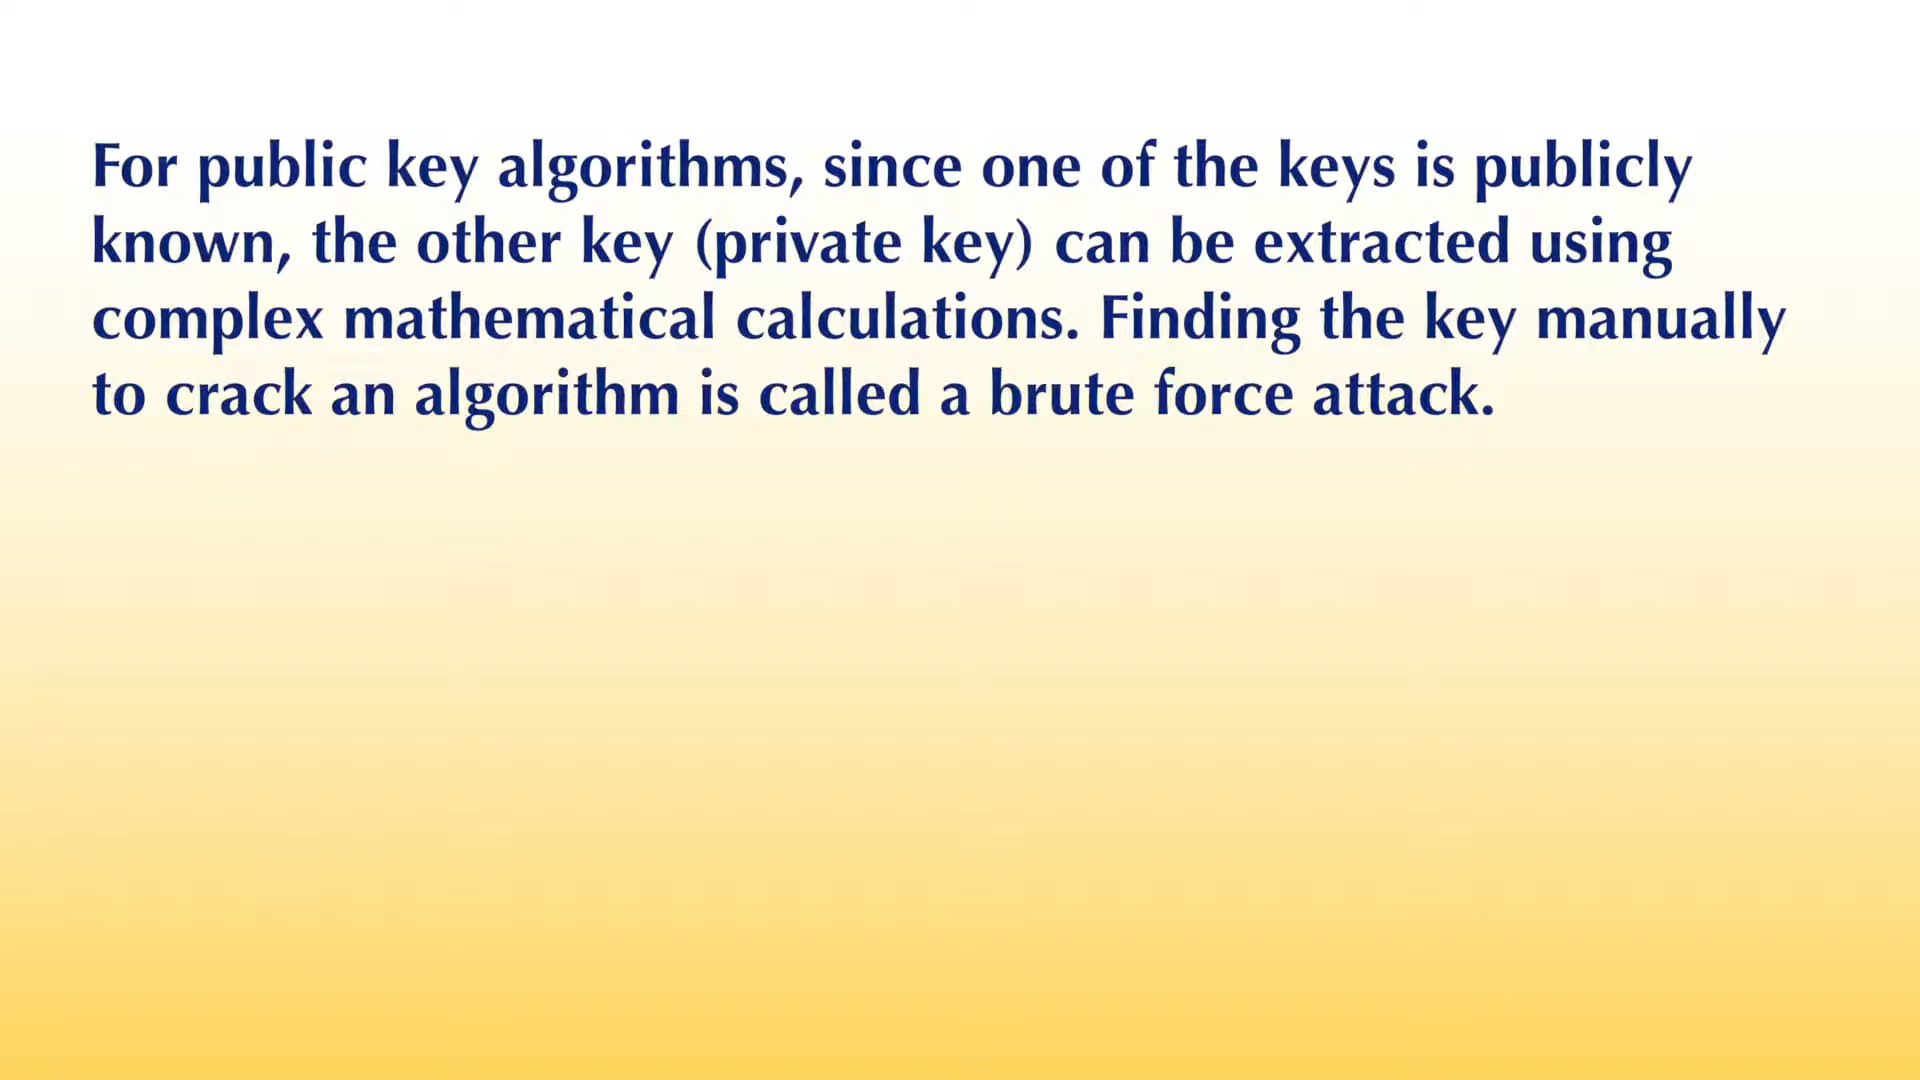 For public key algorithms, since one of the keys is publicly
known, the other key (private key) can be extracted using
complex mathematical calculations. Finding the key manually
to crack an algorithm is called a brute force attack.